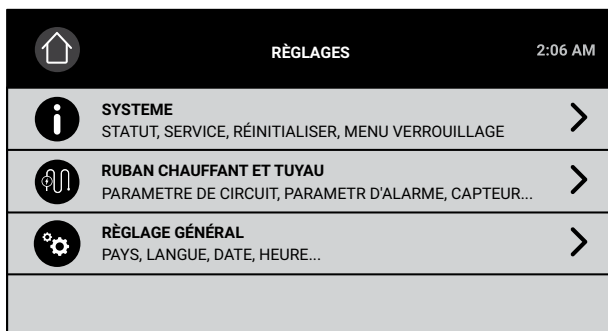 RÈGLAGES
2:06 AM
SYSTEME
STATUT, SERVICE, RÉINITIALISER, MENU VERROUILLAGE
RUBAN CHAUFFANT ET TUYAU
PARAMETRE DE CIRCUIT, PARAMETR D'ALARME, CAPTEUR...
RÈGLAGE GÉNÉRAL
PAYS, LANGUE, DATE, HEURE...